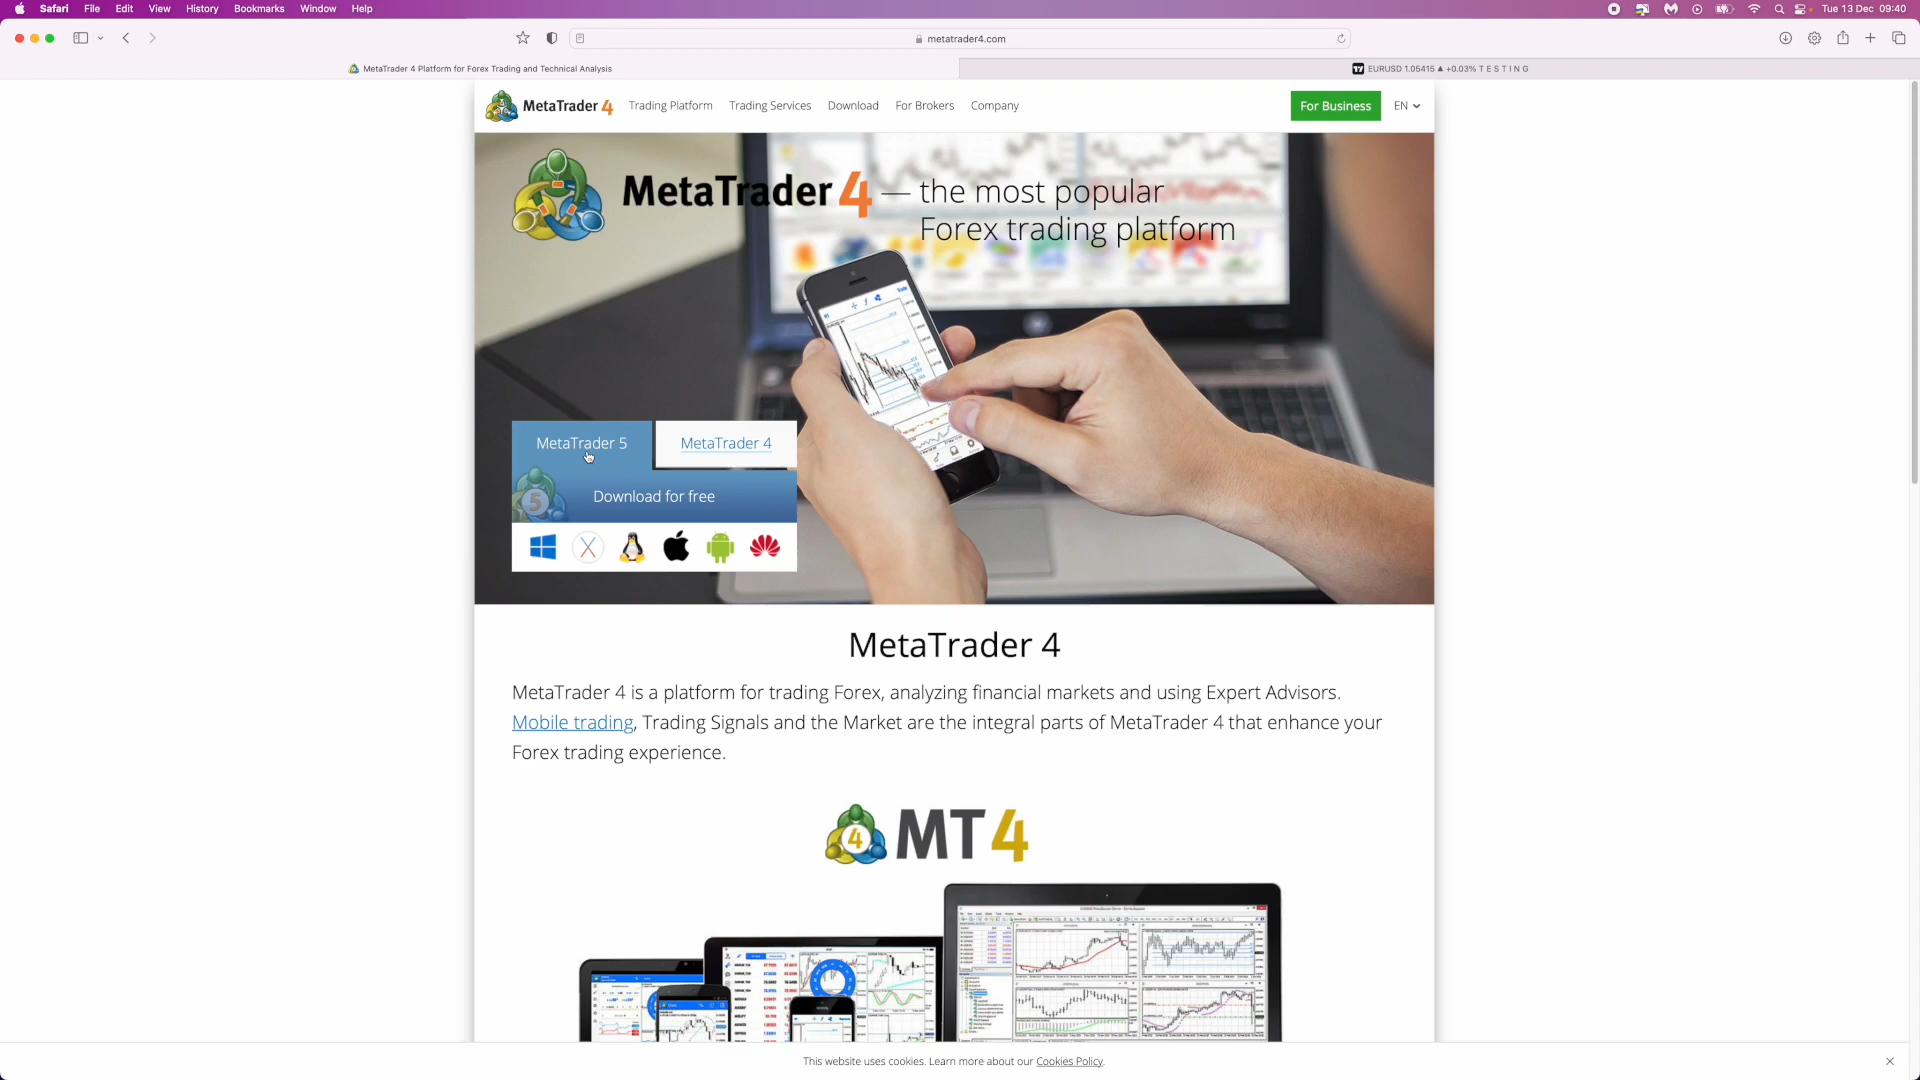 Safari File Edit View History Bookmarks Window Help
Tue 13 Dec 09:40
metatrader4.com
MetaTrader 4 Platform for Forex Trading and Technical Analysis
EURUSD 1.05415 ▲ +0.03% T E S T I N G
MetaTrader 4 Trading Platform Trading Services Download For Brokers Company
For Business EN
MetaTrader 4 — the most popular
Forex trading platform
MetaTrader 5 MetaTrader 4
5 Download for free
MetaTrader 4
MetaTrader 4 is a platform for trading Forex, analyzing financial markets and using Expert Advisors.
Mobile trading, Trading Signals and the Market are the integral parts of MetaTrader 4 that enhance your
Forex trading experience.
4 MT4
This website uses cookies. Learn more about our Cookies Policy.